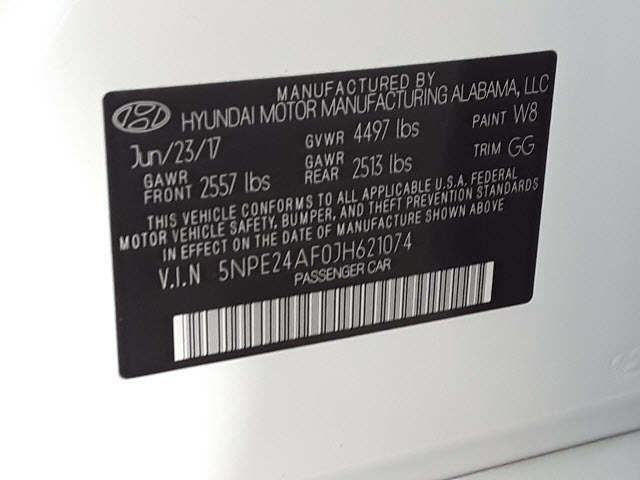 MANUFACTURED BY
HYUNDAI MOTOR MANUFACTURING ALABAMA, LLC
Jun/23/17 GVWR 4497 lbs PAINT W8
GAWR FRONT 2557 lbs GAWR REAR 2513 lbs TRIM GG
THIS VEHICLE CONFORMS TO ALL APPLICABLE U.S.A. FEDERAL
MOTOR VEHICLE SAFETY, BUMPER, AND THEFT PREVENTION STANDARDS
IN EFFECT ON THE DATE OF MANUFACTURE SHOWN ABOVE
V.I.N 5NPE24AF0JH621074
PASSENGER CAR